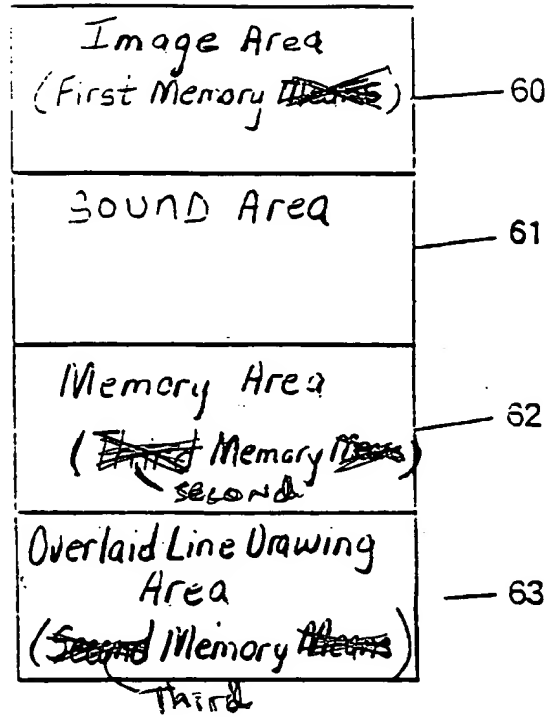 Image Area
(First Memory Means) 60
SOUND Area 61
Memory Area
(Third Memory Means) 62
second
Overlaid Line Drawing
Area 63
(Second Memory Means)
Third